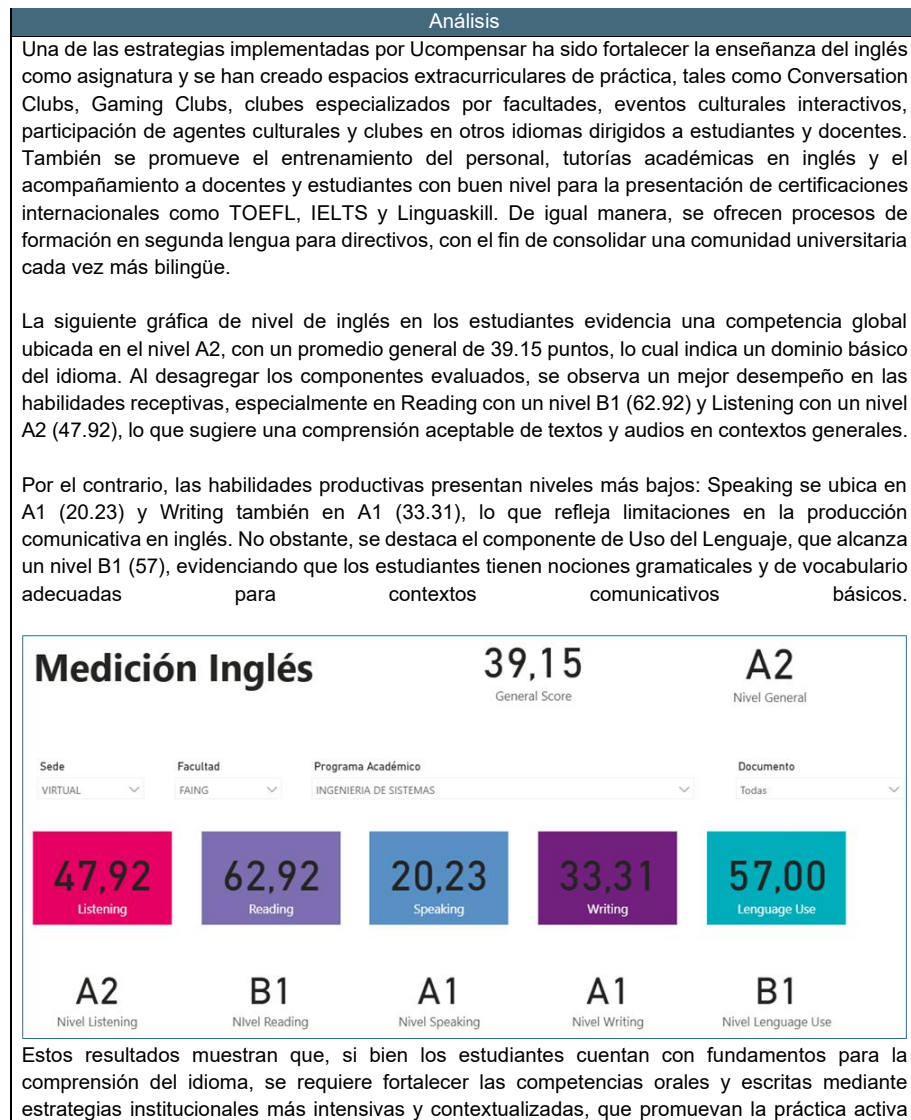 Análisis
Una de las estrategias implementadas por Ucompensar ha sido fortalecer la enseñanza del inglés
como asignatura y se han creado espacios extracurriculares de práctica, tales como Conversation
Clubs, Gaming Clubs, clubes especializados por facultades, eventos culturales interactivos,
participación de agentes culturales y clubes en otros idiomas dirigidos a estudiantes y docentes.
También se promueve el entrenamiento del personal, tutorías académicas en inglés y el
acompañamiento a docentes y estudiantes con buen nivel para la presentación de certificaciones
internacionales como TOEFL, IELTS y Linguaskill. De igual manera, se ofrecen procesos de
formación en segunda lengua para directivos, con el fin de consolidar una comunidad universitaria
cada vez más bilingüe.
La siguiente gráfica de nivel de inglés en los estudiantes evidencia una competencia global
ubicada en el nivel A2, con un promedio general de 39.15 puntos, lo cual indica un dominio básico
del idioma. Al desagregar los componentes evaluados, se observa un mejor desempeño en las
habilidades receptivas, especialmente en Reading con un nivel B1 (62.92) y Listening con un nivel
A2 (47.92), lo que sugiere una comprensión aceptable de textos y audios en contextos generales.
Por el contrario, las habilidades productivas presentan niveles más bajos: Speaking se ubica en
A1 (20.23) y Writing también en A1 (33.31), lo que refleja limitaciones en la producción
comunicativa en inglés. No obstante, se destaca el componente de Uso del Lenguaje, que alcanza
un nivel B1 (57), evidenciando que los estudiantes tienen nociones gramaticales y de vocabulario
adecuadas para contextos comunicativos básicos.
Medición Inglés 39,15 A2
General Score Nivel General
Sede Facultad Programa Académico Documento
VIRTUAL FAING INGENIERIA DE SISTEMAS Todas
47,92 62,92 20,23 33,31 57,00
Listening Reading Speaking Writing Lenguage Use
A2 B1 A1 A1 B1
Nivel Listening NIvel Reading Nivel Speaking Nivel Writing Nivel Lenguage Use
Estos resultados muestran que, si bien los estudiantes cuentan con fundamentos para la
comprensión del idioma, se requiere fortalecer las competencias orales y escritas mediante
estrategias institucionales más intensivas y contextualizadas, que promuevan la práctica activa